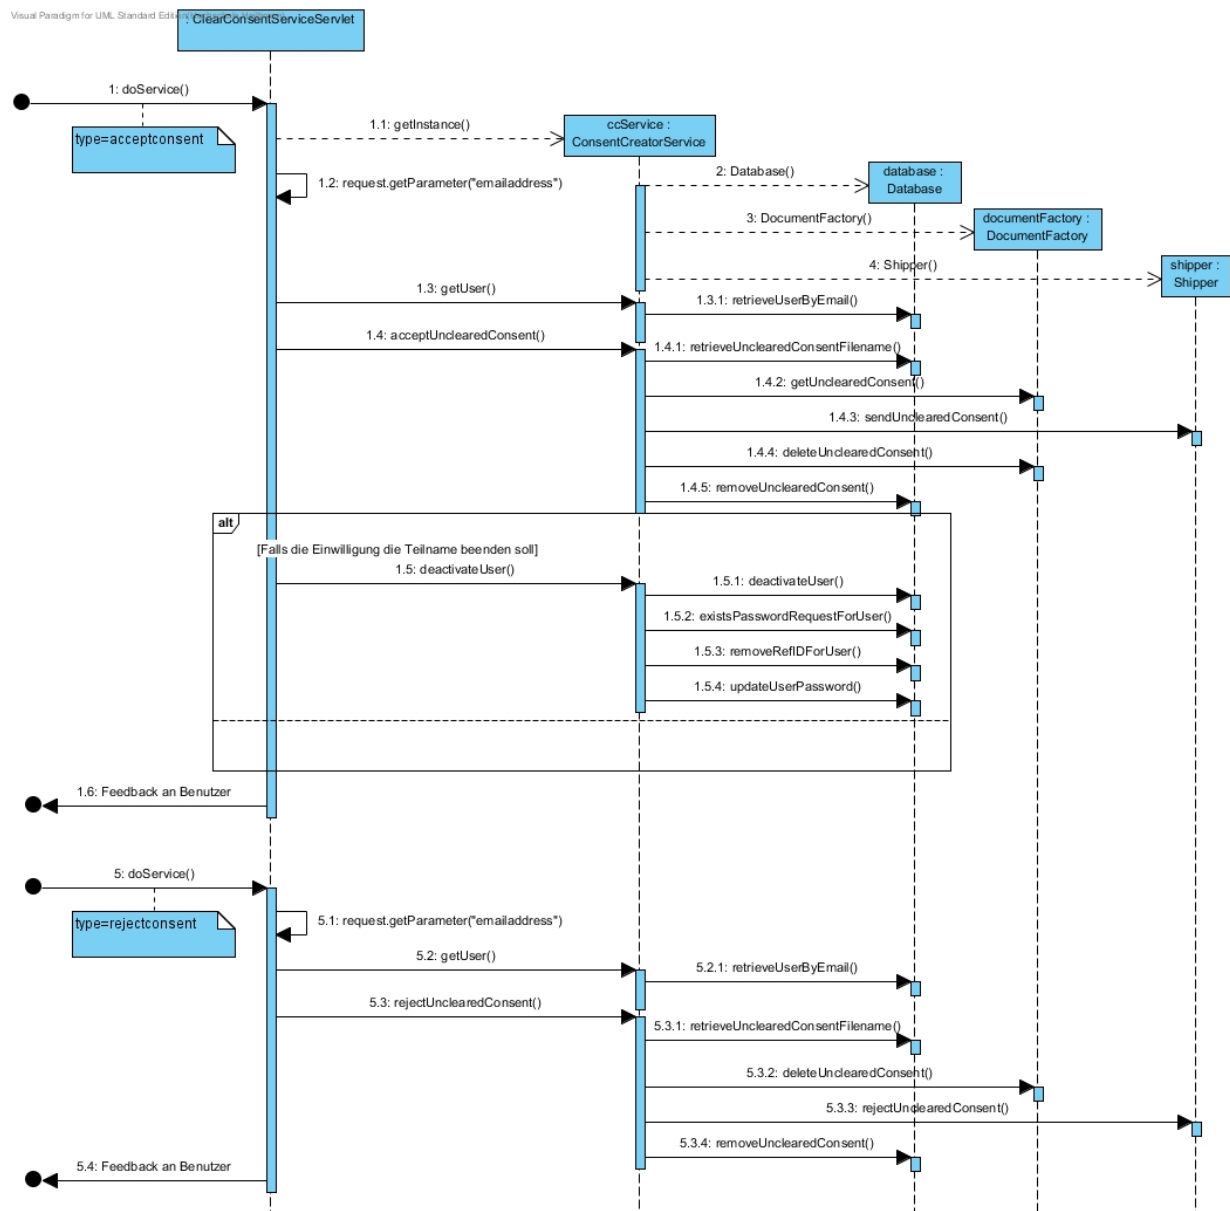 Visual Paradigm for UML Standard Edition
: ClearConsentServiceServlet
1: doService()
type=acceptconsent
1.1: getInstance()
ccService :
ConsentCreatorService
1.2: request.getParameter("emailaddress")
2: Database()
database :
Database
3: DocumentFactory()
documentFactory :
DocumentFactory
4: Shipper()
shipper :
Shipper
1.3: getUser()
1.3.1: retrieveUserByEmail()
1.4: acceptUnclearedConsent()
1.4.1: retrieveUnclearedConsentFilename()
1.4.2: getUnclearedConsent()
1.4.3: sendUnclearedConsent()
1.4.4: deleteUnclearedConsent()
1.4.5: removeUnclearedConsent()
alt
[Falls die Einwilligung die Teilname beenden soll]
1.5: deactivateUser()
1.5.1: deactivateUser()
1.5.2: existsPasswordRequestForUser()
1.5.3: removeRefIDForUser()
1.5.4: updateUserPassword()
1.6: Feedback an Benutzer
5: doService()
type=rejectconsent
5.1: request.getParameter("emailaddress")
5.2: getUser()
5.2.1: retrieveUserByEmail()
5.3: rejectUnclearedConsent()
5.3.1: retrieveUnclearedConsentFilename()
5.3.2: deleteUnclearedConsent()
5.3.3: rejectUnclearedConsent()
5.3.4: removeUnclearedConsent()
5.4: Feedback an Benutzer